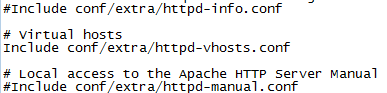 #Include conf/extra/httpd-info.conf
# Virtual hosts
Include conf/extra/httpd-vhosts.conf
# Local access to the Apache HTTP Server Manual
#Include conf/extra/httpd-manual.conf